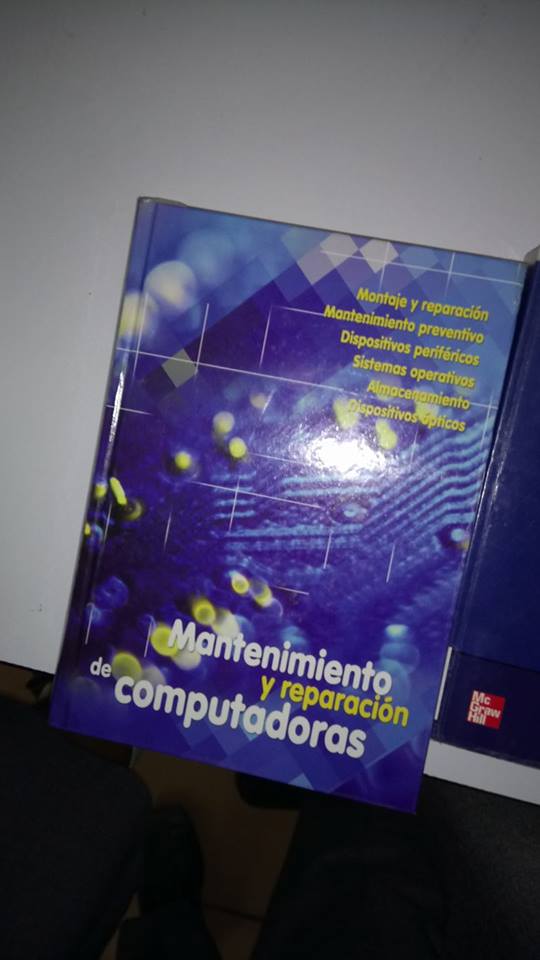 Montaje y reparación
Mantenimiento preventivo
Dispositivos periféricos
Sistemas operativos
Almacenamiento
Dispositivos ópticos
Mantenimiento
y reparación
de computadoras
Mc
Graw
Hill